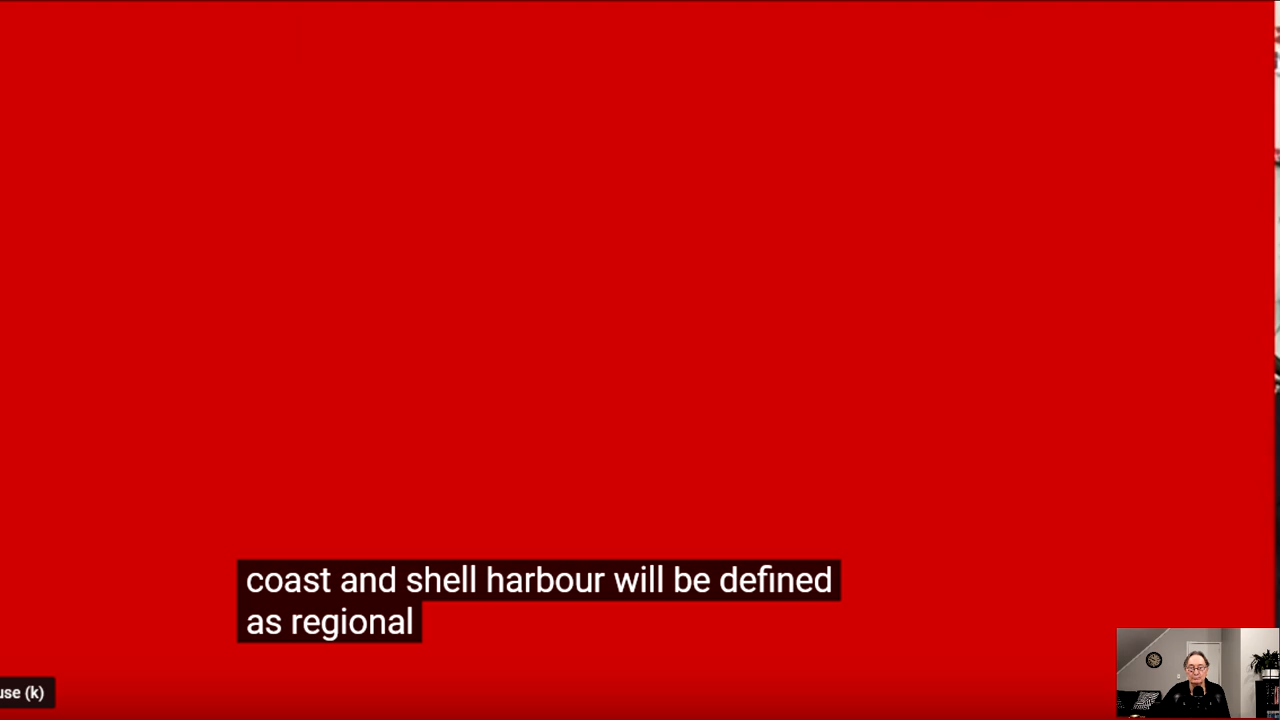 coast and shell harbour will be defined
as regional
use (k)